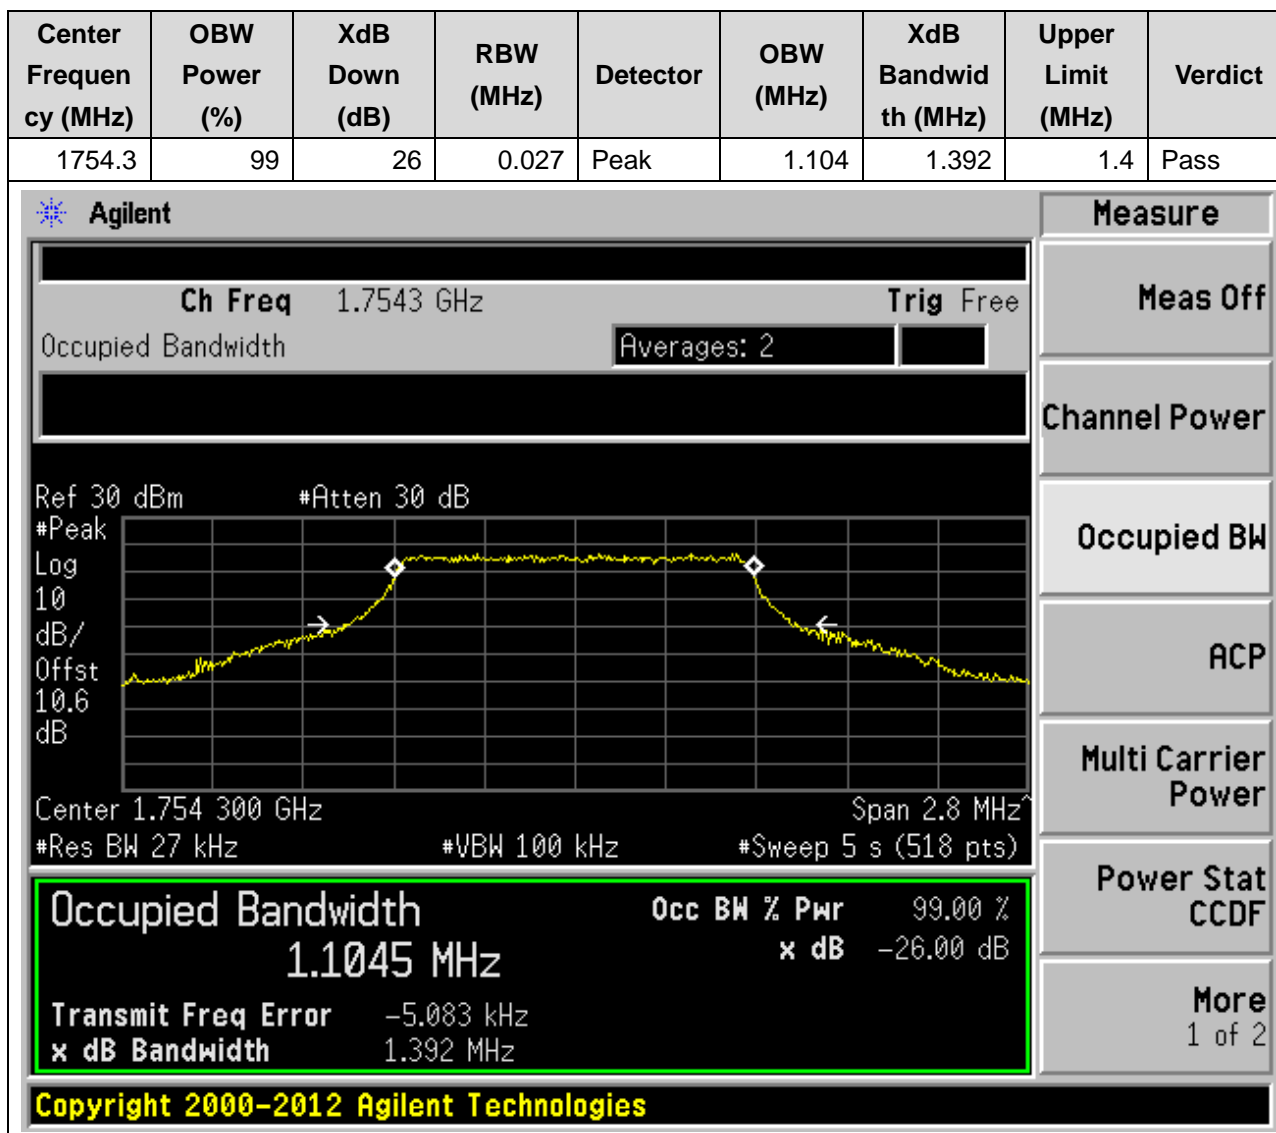 Center Frequen cy (MHz) OBW Power (%) XdB Down (dB) RBW (MHz) Detector OBW (MHz) XdB Bandwid th (MHz) Upper Limit (MHz) Verdict
1754.3 99 26 0.027 Peak 1.104 1.392 1.4 Pass
Agilent
Measure
Ch Freq 1.7543 GHz Trig Free
Meas Off
Occupied Bandwidth Averages: 2
Channel Power
Ref 30 dBm #Atten 30 dB
#Peak
Log
10
dB/
Offst
10.6
dB
Occupied BW
ACP
Multi Carrier
Power
Center 1.754 300 GHz Span 2.8 MHz^
#Res BW 27 kHz #VBW 100 kHz #Sweep 5 s (518 pts)
Power Stat
CCDF
Occupied Bandwidth Occ BW % Pwr 99.00 %
1.1045 MHz x dB -26.00 dB
More
1 of 2
Transmit Freq Error -5.083 kHz
x dB Bandwidth 1.392 MHz
Copyright 2000-2012 Agilent Technologies